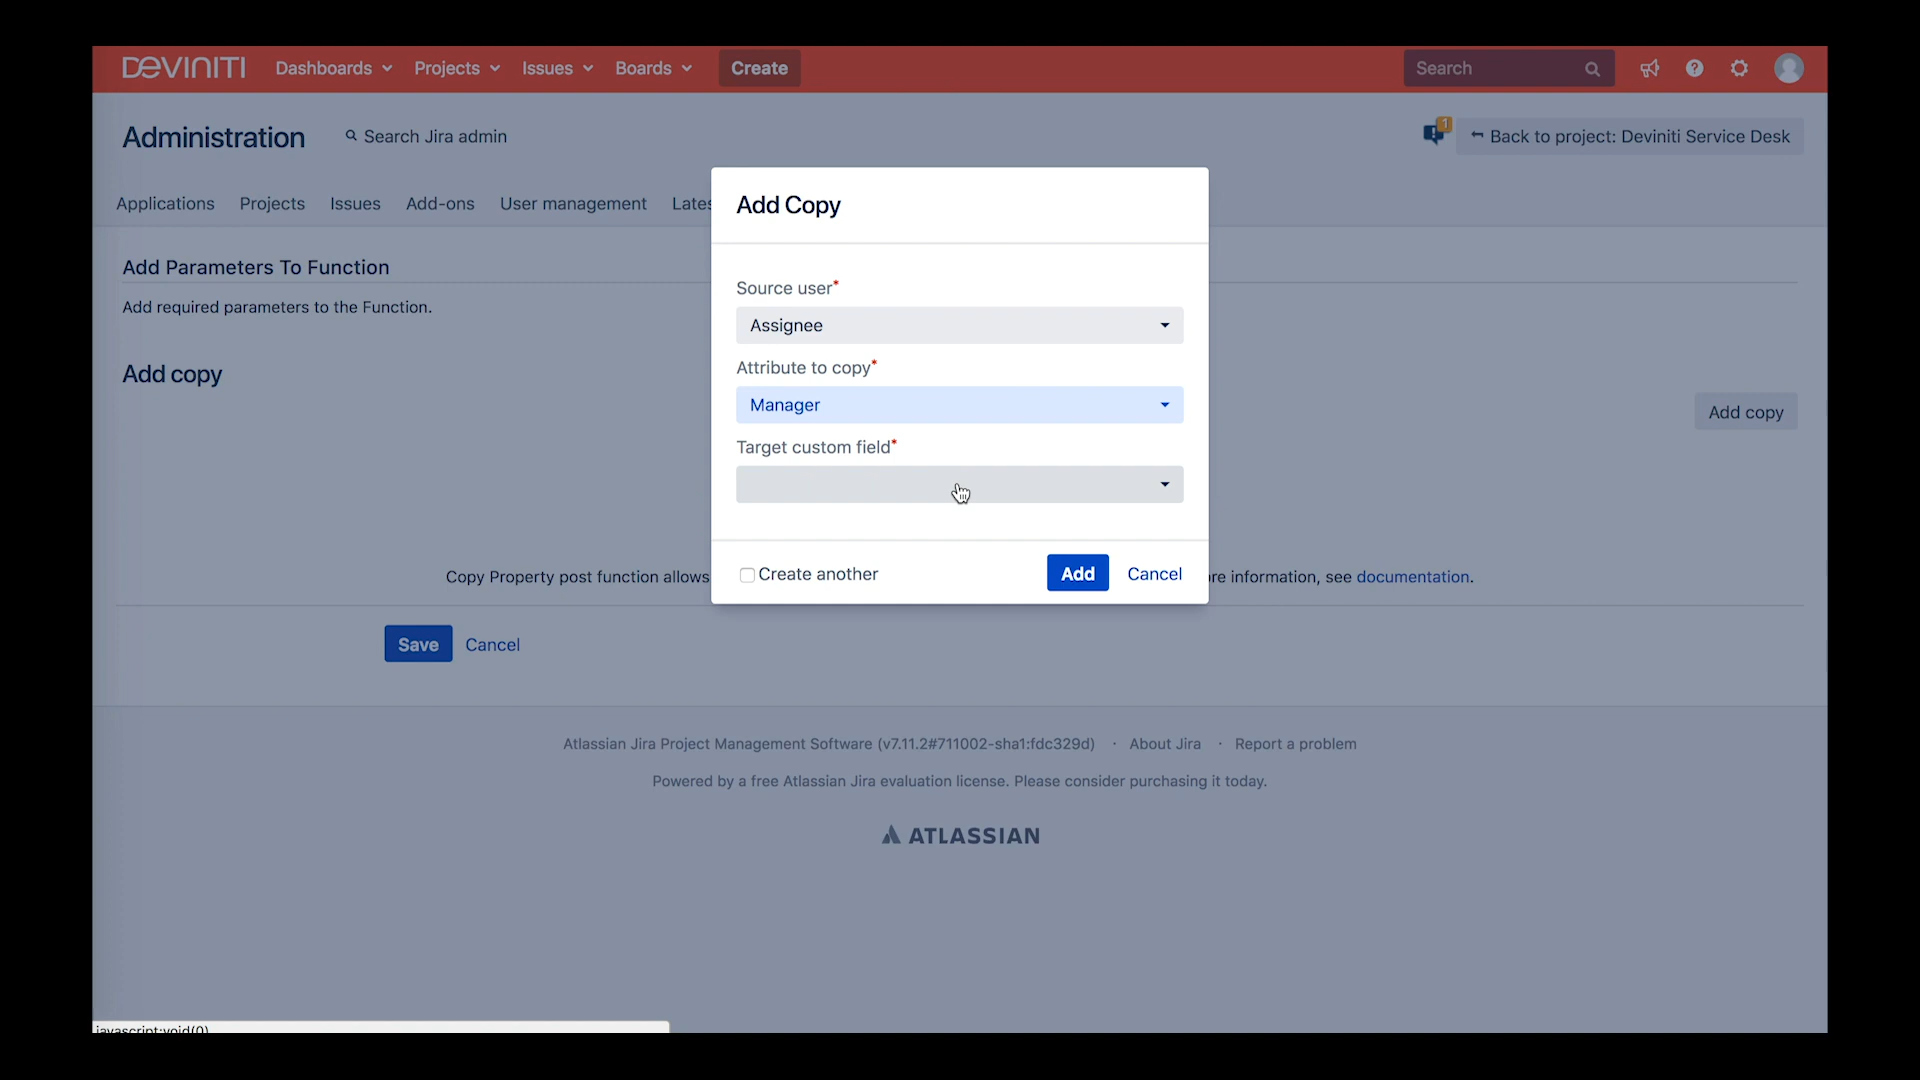 DEVINITI Dashboards Projects Issues Boards Create Search
Administration Search Jira admin 1 Back to project: Deviniti Service Desk
Applications Projects Issues Add-ons User management Lates
Add Copy
Add Parameters To Function
Add required parameters to the Function.
Source user*
Assignee
Attribute to copy*
Manager
Add copy
Add copy
Target custom field*
Create another Add Cancel
Copy Property post function allows re information, see documentation.
Save Cancel
Atlassian Jira Project Management Software (v7.11.2#711002-sha1:fdc329d) · About Jira · Report a problem
Powered by a free Atlassian Jira evaluation license. Please consider purchasing it today.
ATLASSIAN
javascript:void(0)